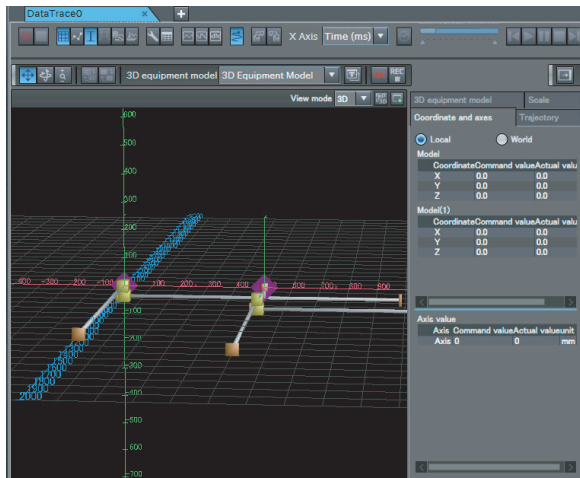 DataTrace0 × +
X Axis Time (ms)
3D equipment model 3D Equipment Model REC
View mode 3D
3D equipment model Scale
Coordinate and axes Trajectory
Local World
Model
Coordinate Command value Actual valu
X 0.0 0.0
Y 0.0 0.0
Z 0.0 0.0
Model(1)
Coordinate Command value Actual valu
X 0.0 0.0
Y 0.0 0.0
Z 0.0 0.0
Axis value
Axis Command value Actual value unit
Axis 0 0 mm
600
400
300
200
100
-400 -300 -200 -100 100 200 300 400 500 600 700 800 900
-100
-200
-300
-400
-500
-600
-700
2000